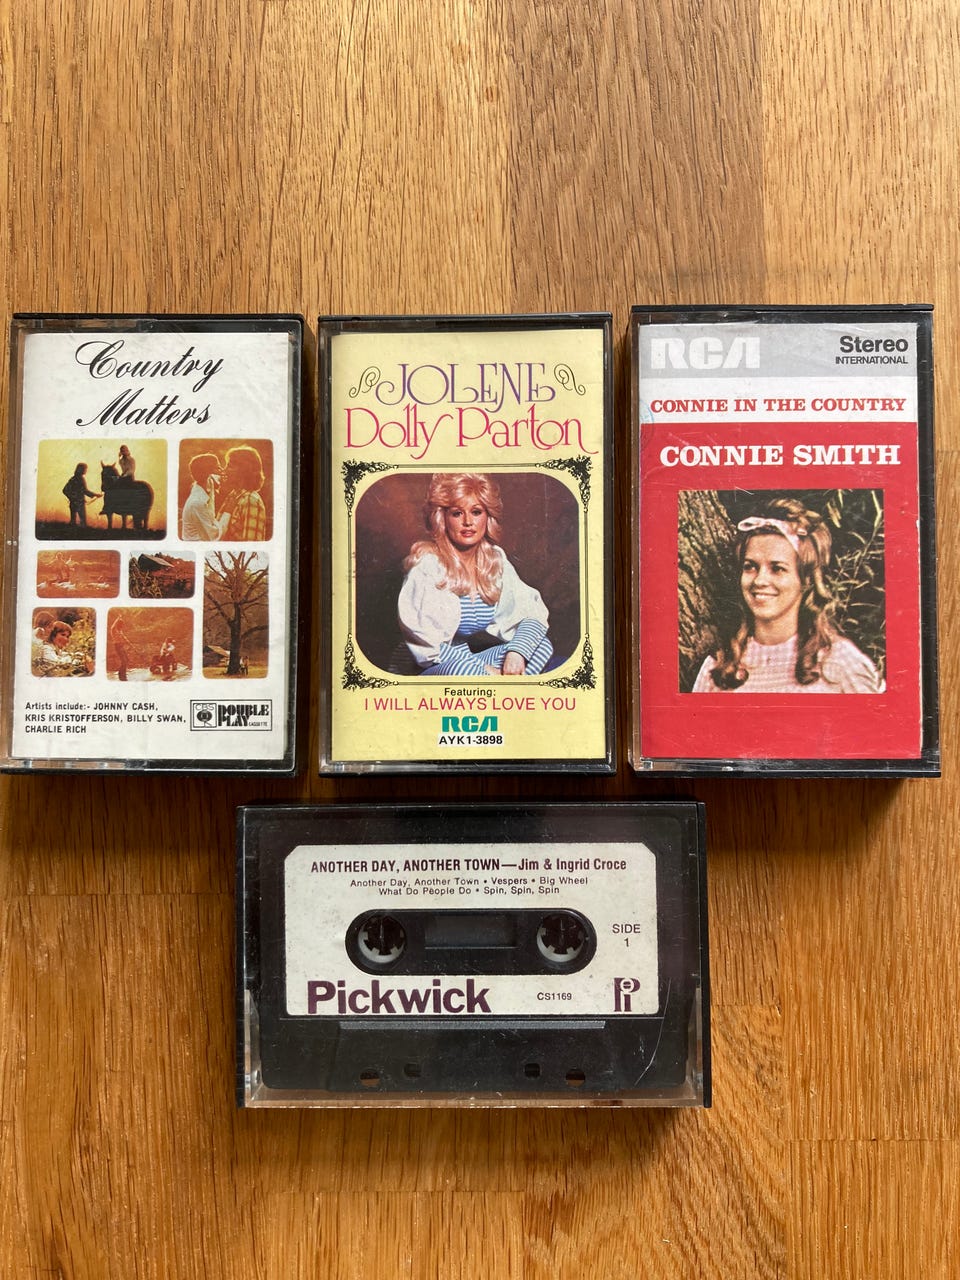 Country
Matters
Artists include:- JOHNNY CASH,
KRIS KRISTOFFERSON, BILLY SWAN,
CHARLIE RICH
CBS
DOUBLE
PLAY CASSETTE
JOLENE
Dolly Parton
Featuring:
I WILL ALWAYS LOVE YOU
RCA
AYK1-3898
RCA
Stereo
INTERNATIONAL
CONNIE IN THE COUNTRY
CONNIE SMITH
ANOTHER DAY, ANOTHER TOWN—Jim & Ingrid Croce
Another Day, Another Town • Vespers • Big Wheel
What Do People Do • Spin, Spin, Spin
SIDE
1
Pickwick
CS1169
Pi